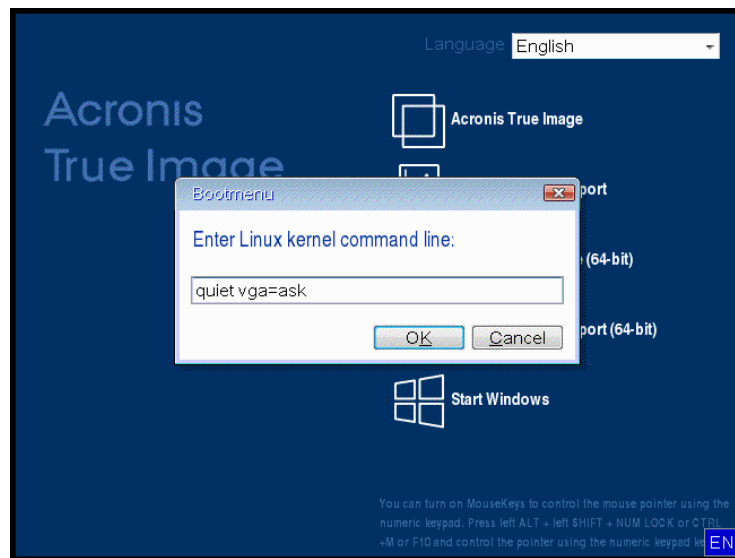 Language English
Acronis
True Image
Acronis True Image
port
Bootmenu
Enter Linux kernel command line:
(64-bit)
quiet vga=ask
OK Cancel
port (64-bit)
Start Windows
You can turn on MouseKeys to control the mouse pointer using the
numeric keypad. Press left ALT + left SHIFT + NUM LOCK or CTRL
+M or F10 and control the pointer using the numeric keypad
EN